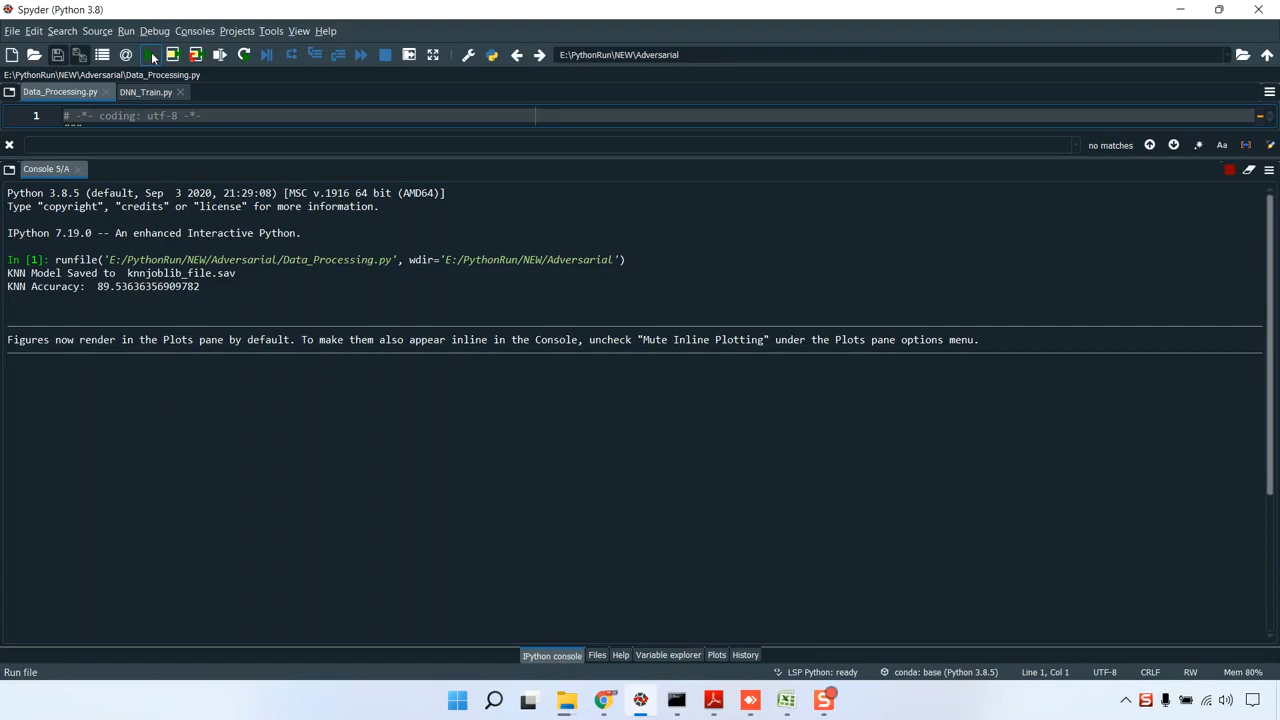 Spyder (Python 3.8)
File Edit Search Source Run Debug Consoles Projects Tools View Help
E:\PythonRun\NEW\Adversarial
E:\PythonRun\NEW\Adversarial\Data_Processing.py
Data_Processing.py DNN_Train.py
1 # -*- coding: utf-8 -*-
no matches Aa
Console 5/A
Python 3.8.5 (default, Sep  3 2020, 21:29:08) [MSC v.1916 64 bit (AMD64)]
Type "copyright", "credits" or "license" for more information.
IPython 7.19.0 -- An enhanced Interactive Python.
In [1]: runfile('E:/PythonRun/NEW/Adversarial/Data_Processing.py', wdir='E:/PythonRun/NEW/Adversarial')
KNN Model Saved to  knnjoblib_file.sav
KNN Accuracy:  89.53636356909782
Figures now render in the Plots pane by default. To make them also appear inline in the Console, uncheck "Mute Inline Plotting" under the Plots pane options menu.
IPython console Files Help Variable explorer Plots History
Run file LSP Python: ready conda: base (Python 3.8.5) Line 1, Col 1 UTF-8 CRLF RW Mem 80%